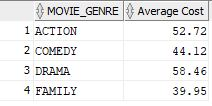 MOVIE_GENRE Average Cost
1 ACTION 52.72
2 COMEDY 44.12
3 DRAMA 58.46
4 FAMILY 39.95